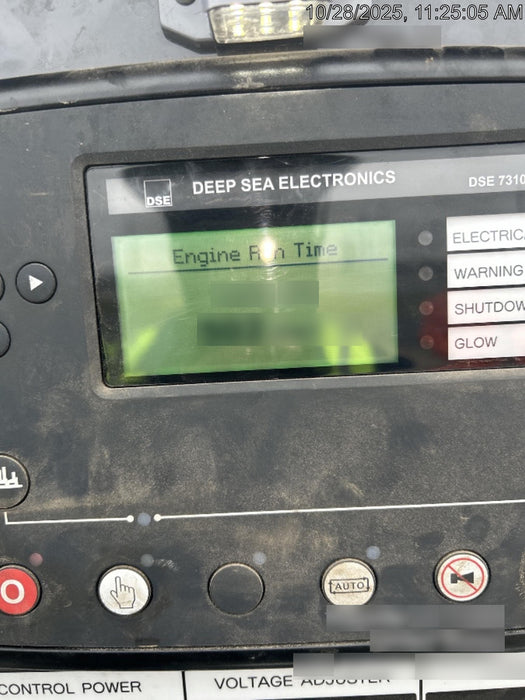 10/28/2025, 11:25:05 AM
DSE
DEEP SEA ELECTRONICS
DSE 7310
Engine Run Time
ELECTRIC
WARNING
SHUTDOW
GLOW
O
AUTO
CONTROL POWER
VOLTAGE ADJUSTER